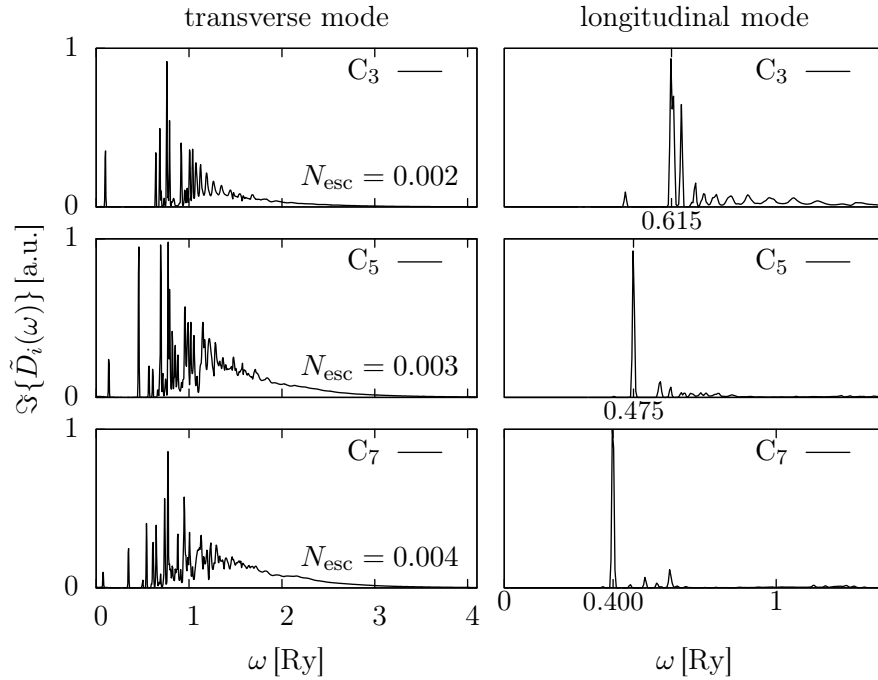 transverse mode longitudinal mode
1 C₃ C₃
N_esc = 0.002
0 0.615
1 C₅ C₅
ℑ{D̃ᵢ(ω)} [a.u.]
N_esc = 0.003
0 0.475
1 C₇ C₇
N_esc = 0.004
0
0 1 2 3 4 0 0.400 1
ω [Ry] ω [Ry]